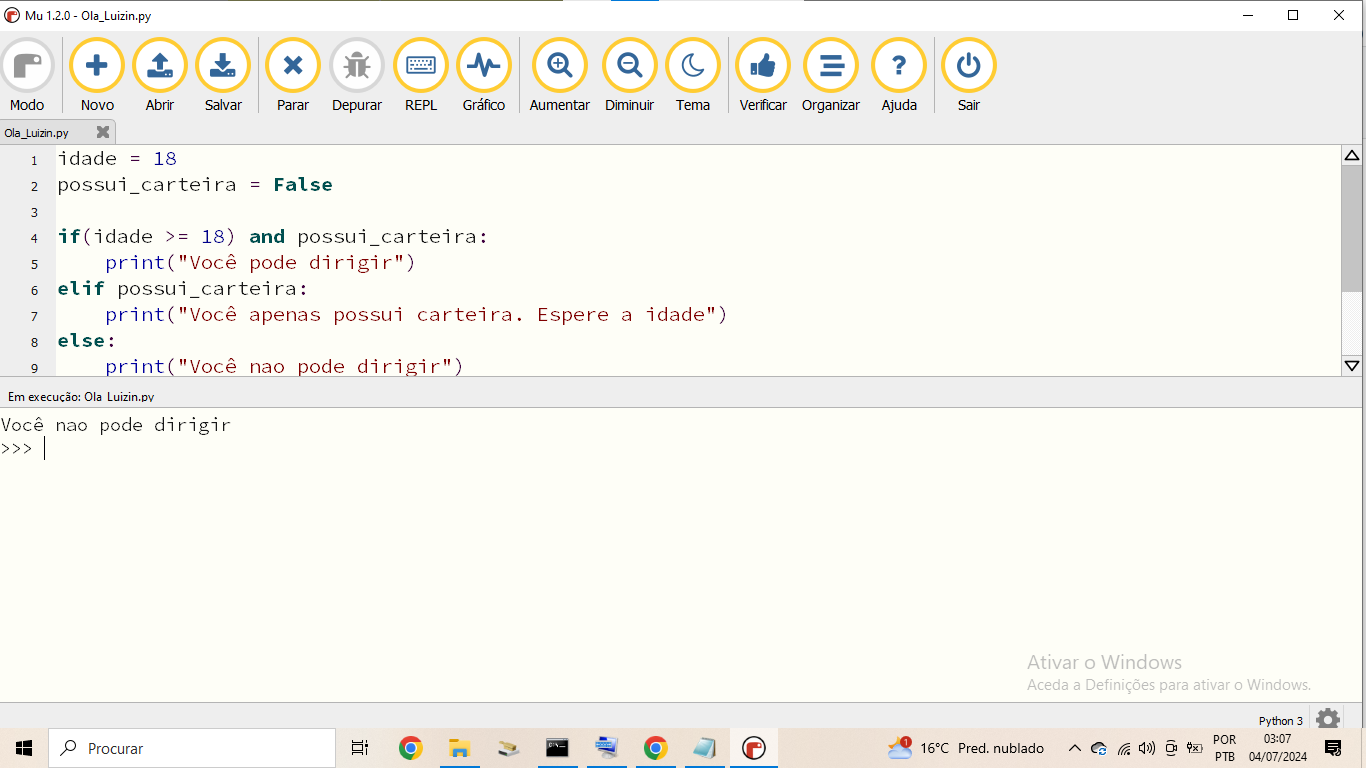 Mu 1.2.0 - Ola_Luizin.py
Modo Novo Abrir Salvar Parar Depurar REPL Gráfico Aumentar Diminuir Tema Verificar Organizar Ajuda Sair
Ola_Luizin.py
1 idade = 18
2 possui_carteira = False
3
4 if(idade >= 18) and possui_carteira:
5     print("Você pode dirigir")
6 elif possui_carteira:
7     print("Você apenas possui carteira. Espere a idade")
8 else:
9     print("Você nao pode dirigir")
Em execução: Ola_Luizin.py
Você nao pode dirigir
>>>
Ativar o Windows
Aceda a Definições para ativar o Windows.
Python 3
Procurar
1
16°C Pred. nublado
POR
PTB
03:07
04/07/2024